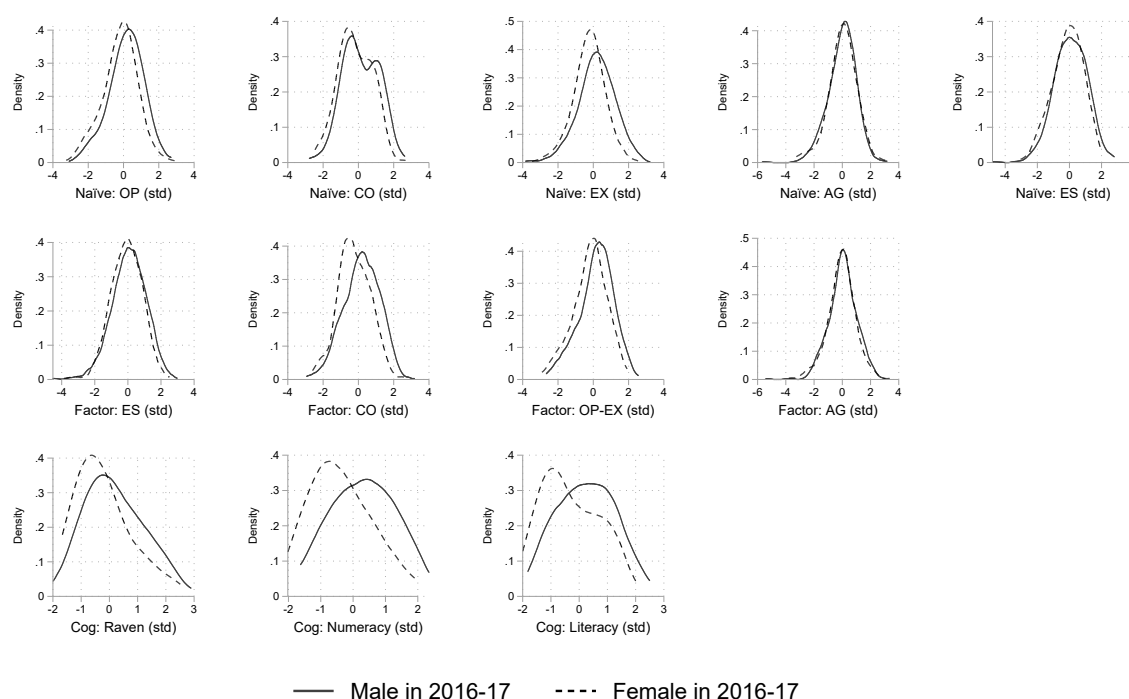 .4
.3
.2
.1
0
Density
-4 -2 0 2 4
Naïve: OP (std)
.4
.3
.2
.1
0
Density
-4 -2 0 2 4
Naïve: CO (std)
.5
.4
.3
.2
.1
0
Density
-4 -2 0 2 4
Naïve: EX (std)
.4
.3
.2
.1
0
Density
-6 -4 -2 0 2 4
Naïve: AG (std)
.4
.3
.2
.1
0
Density
-4 -2 0 2
Naïve: ES (std)
.4
.3
.2
.1
0
Density
-4 -2 0 2 4
Factor: ES (std)
.4
.3
.2
.1
0
Density
-4 -2 0 2 4
Factor: CO (std)
.4
.3
.2
.1
0
Density
-4 -2 0 2 4
Factor: OP-EX (std)
.5
.4
.3
.2
.1
0
Density
-6 -4 -2 0 2 4
Factor: AG (std)
.4
.3
.2
.1
0
Density
-2 -1 0 1 2 3
Cog: Raven (std)
.4
.3
.2
.1
0
Density
-2 -1 0 1 2
Cog: Numeracy (std)
.4
.3
.2
.1
0
Density
-2 -1 0 1 2 3
Cog: Literacy (std)
Male in 2016-17 Female in 2016-17